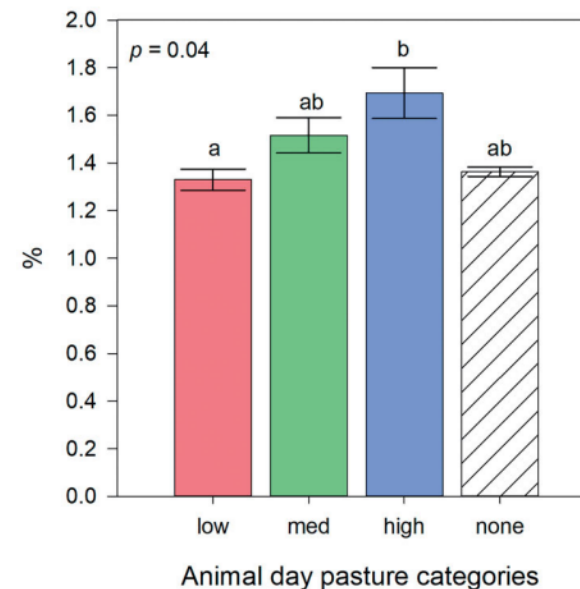 2.0
p = 0.04
b
1.8
ab
ab
1.6
a
1.4
1.2
%
1.0
0.8
0.6
0.4
0.2
0.0
low med high none
Animal day pasture categories